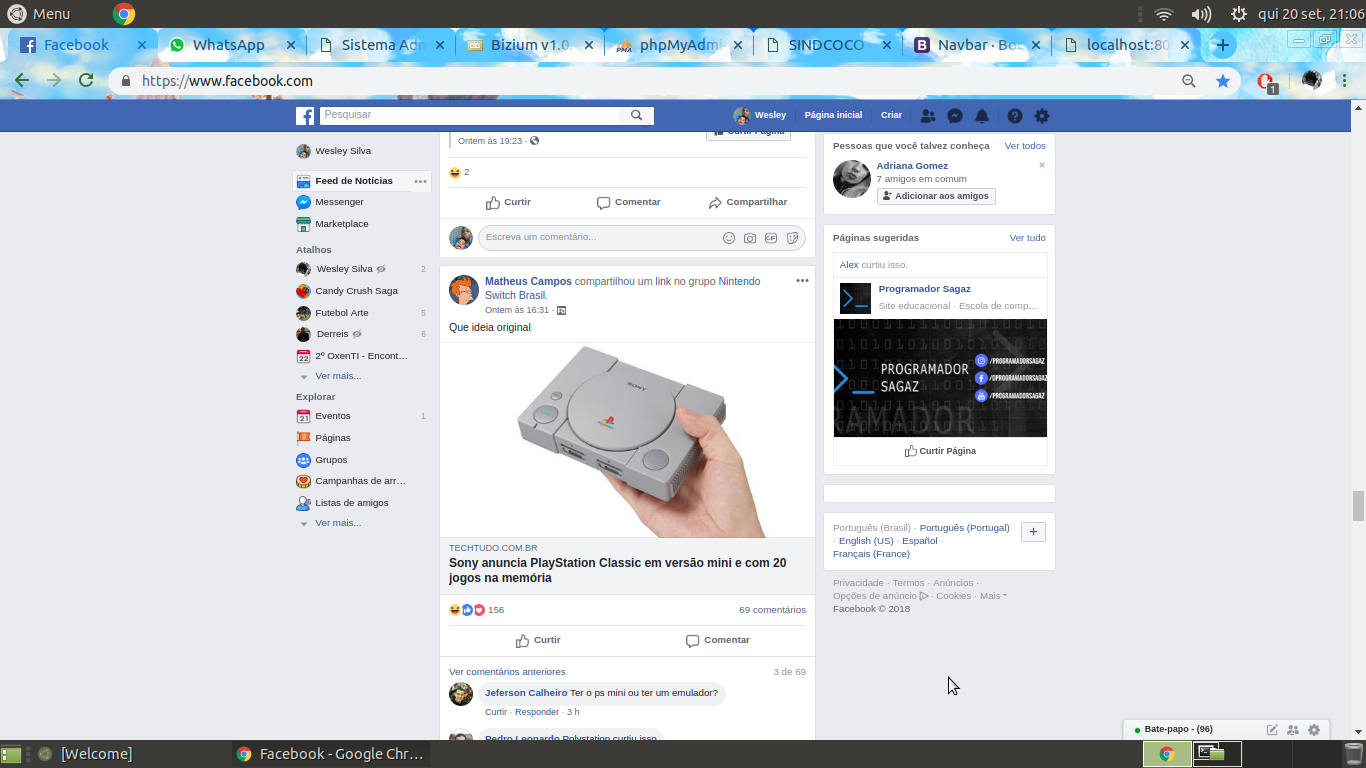 Menu
qui 20 set, 21:06
Facebook
WhatsApp
Sistema Adm
Bizium v1.0
phpMyAdmi
SINDCOCO
Navbar · Bo
localhost:80
https://www.facebook.com
1
Pesquisar
Wesley
Página inicial
Criar
Wesley Silva
Feed de Notícias
Messenger
Marketplace
Atalhos
Wesley Silva 2
Candy Crush Saga
Futebol Arte 5
Derreis 6
2º OxenTI - Encont...
Ver mais...
Explorar
Eventos 1
Páginas
Grupos
Campanhas de arr...
Listas de amigos
Ver mais...
Curtir Página
Ontem às 19:23 ·
2
Curtir
Comentar
Compartilhar
Escreva um comentário...
GIF
Matheus Campos compartilhou um link no grupo Nintendo
Switch Brasil.
Ontem às 16:31 ·
Que ideia original
SONY
TECHTUDO.COM.BR
Sony anuncia PlayStation Classic em versão mini e com 20
jogos na memória
156
69 comentários
Curtir
Comentar
Ver comentários anteriores
3 de 69
Jeferson Calheiro Ter o ps mini ou ter um emulador?
Curtir · Responder · 3 h
Pedro Leonardo Polystation curtiu isso
Pessoas que você talvez conheça
Ver todos
Adriana Gomez
7 amigos em comum
Adicionar aos amigos
Páginas sugeridas
Ver tudo
Alex curtiu isso.
Programador Sagaz
Site educacional · Escola de comp...
PROGRAMADOR
SAGAZ
/PROGRAMADORSAGAZ
/OPROGRAMADORSAGAZ
/PROGRAMADORSAGAZ
Curtir Página
Português (Brasil) · Português (Portugal)
· English (US) · Español ·
Français (France)
Privacidade · Termos · Anúncios ·
Opções de anúncio · Cookies · Mais
Facebook © 2018
Bate-papo - (96)
[Welcome]
Facebook - Google Chr...